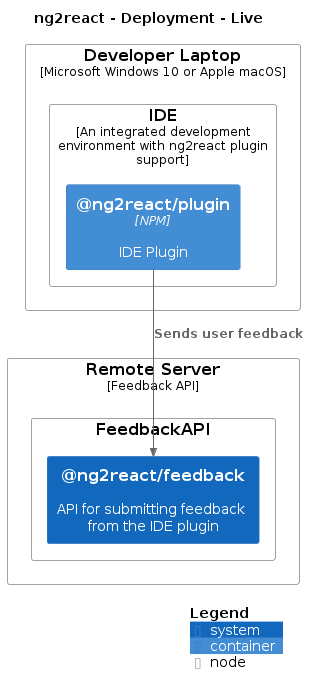 ng2react - Deployment - Live
Developer Laptop
[Microsoft Windows 10 or Apple macOS]
IDE
[An integrated development
environment with ng2react plugin
support]
@ng2react/plugin
[NPM]
IDE Plugin
Sends user feedback
Remote Server
[Feedback API]
FeedbackAPI
@ng2react/feedback
API for submitting feedback
from the IDE plugin
Legend
system
container
node